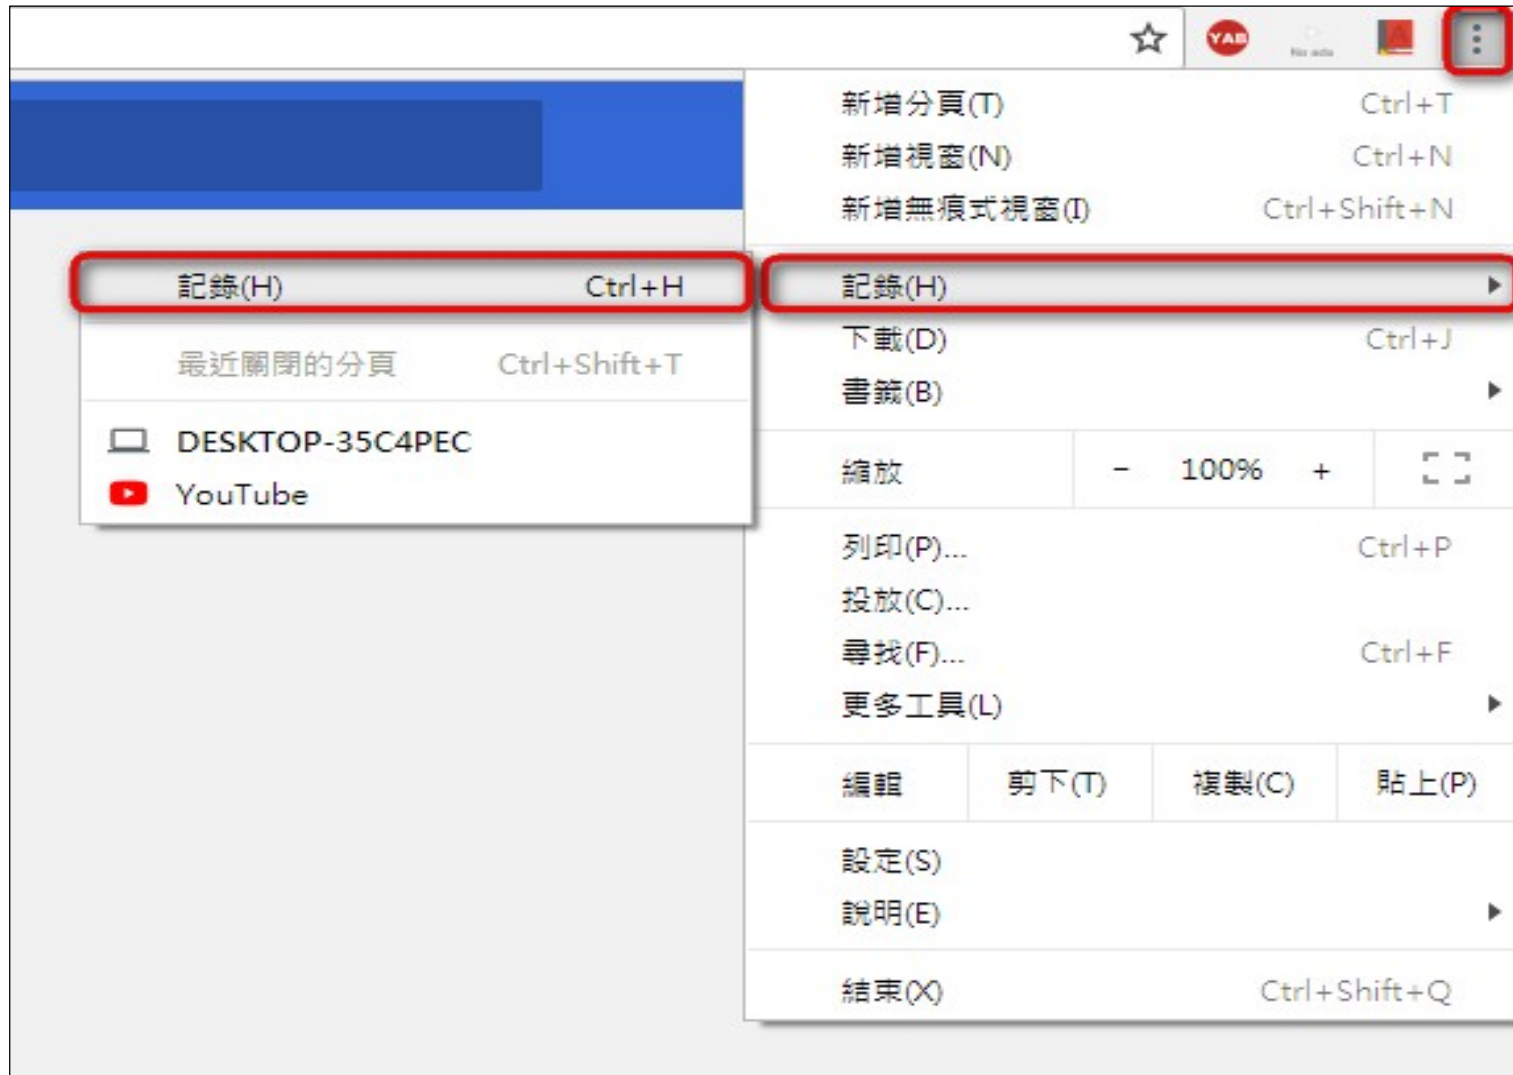 YAB
No ads
新增分頁(T) Ctrl+T
新增視窗(N) Ctrl+N
新增無痕式視窗(I) Ctrl+Shift+N
記錄(H)
下載(D) Ctrl+J
書籤(B)
縮放 - 100% +
列印(P)... Ctrl+P
投放(C)...
尋找(F)... Ctrl+F
更多工具(L)
編輯 剪下(T) 複製(C) 貼上(P)
設定(S)
說明(E)
結束(X) Ctrl+Shift+Q
記錄(H) Ctrl+H
最近關閉的分頁 Ctrl+Shift+T
DESKTOP-35C4PEC
YouTube